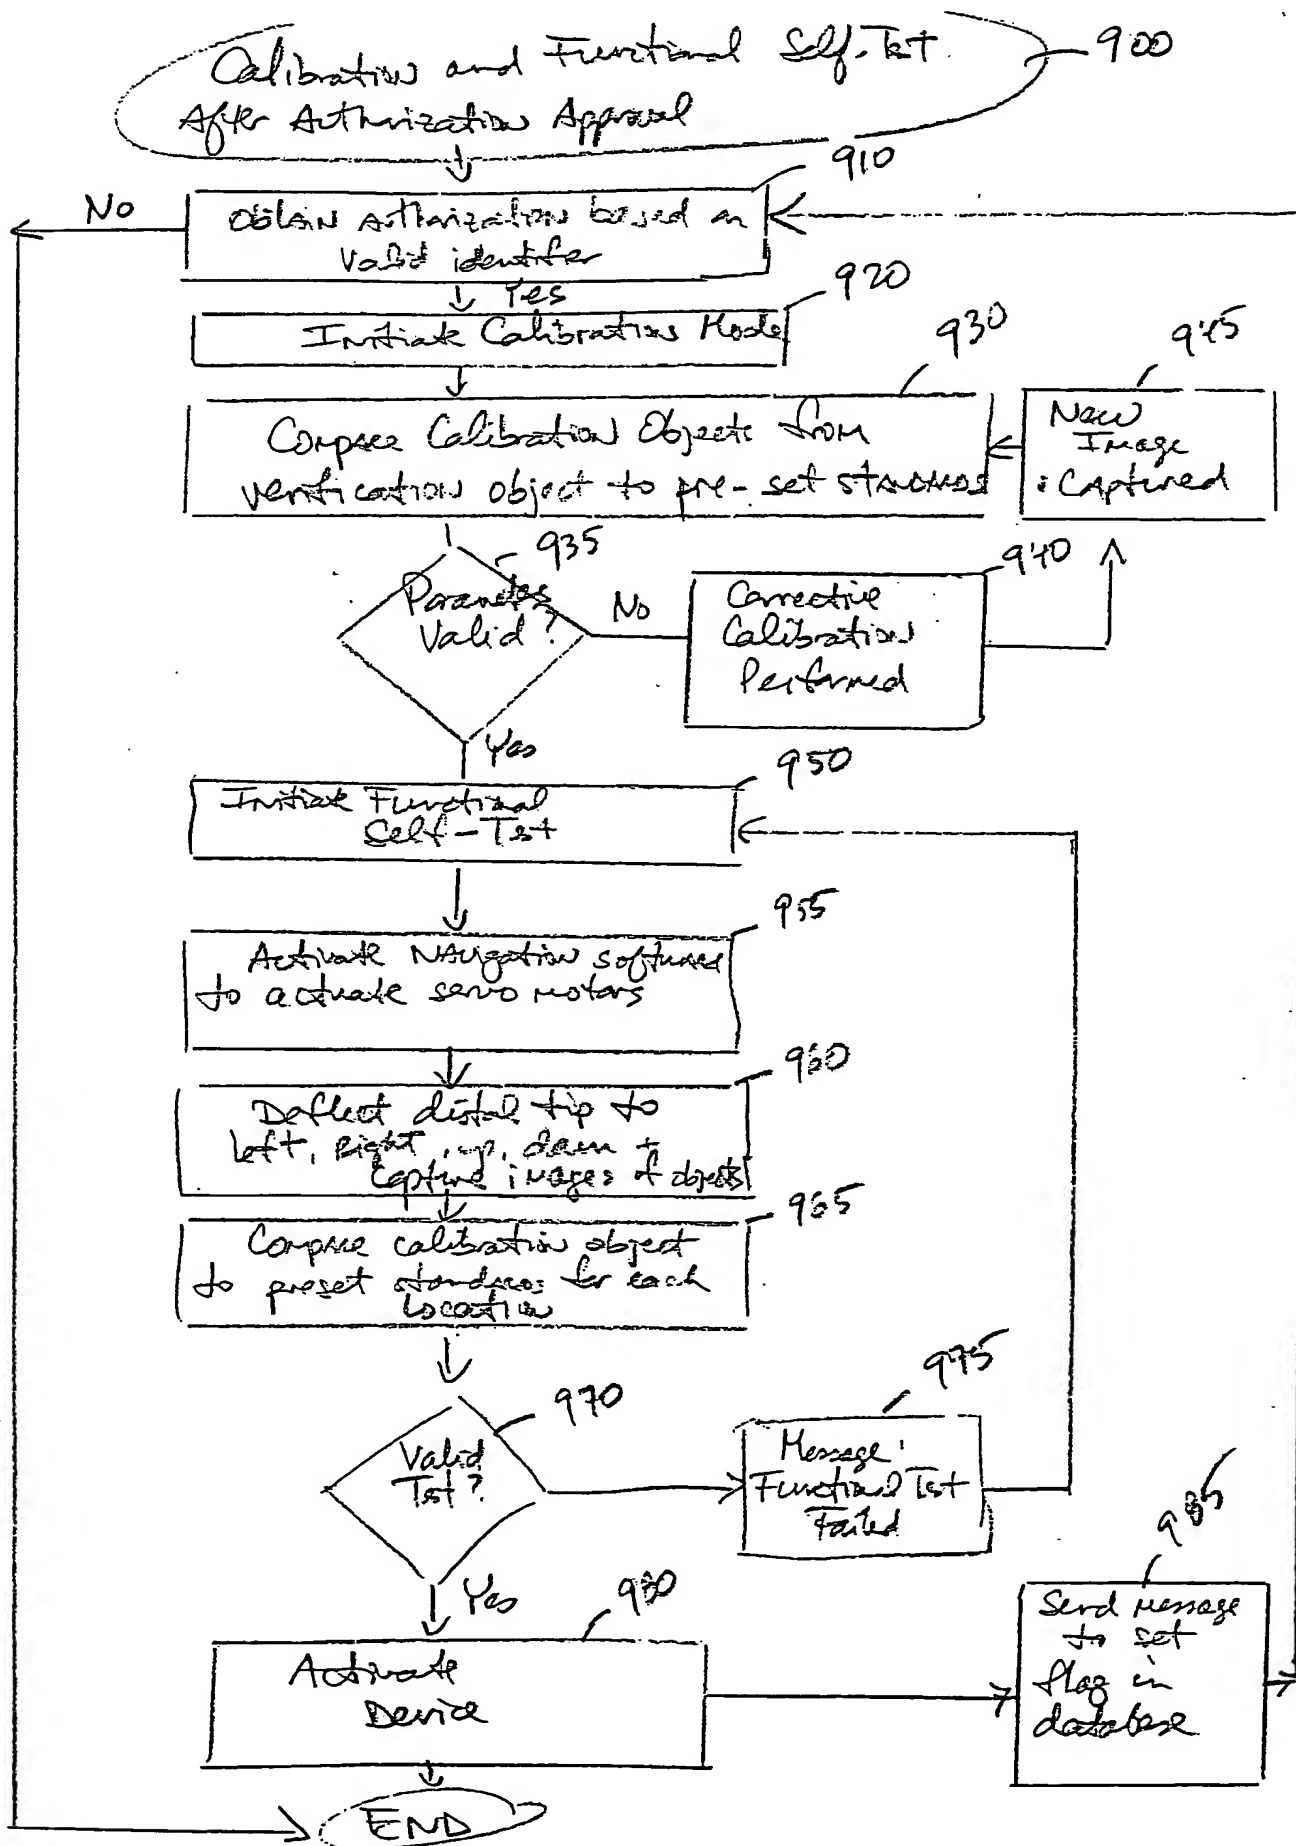 Calibration and Functional Self-Test
After Authorization Approval
900
910
No
Obtain authorization based on
valid identifier
Yes
920
Initiate Calibration Mode
930
945
Compare Calibration Objects from
verification object to pre-set standards
New
Image
Captured
935
940
Parameters
Valid?
No
Corrective
Calibration
Performed
Yes
950
Initiate Functional
Self-Test
955
Activate Navigation software
to actuate servo motors
960
Deflect distal tip to
left, right, up, down +
capture images of objects
965
Compare calibration object
to preset standards for each
location
970
975
Valid
Test?
Message:
Functional Test
Failed
985
Yes
980
Send message
to set
flag in
database
Activate
Device
END